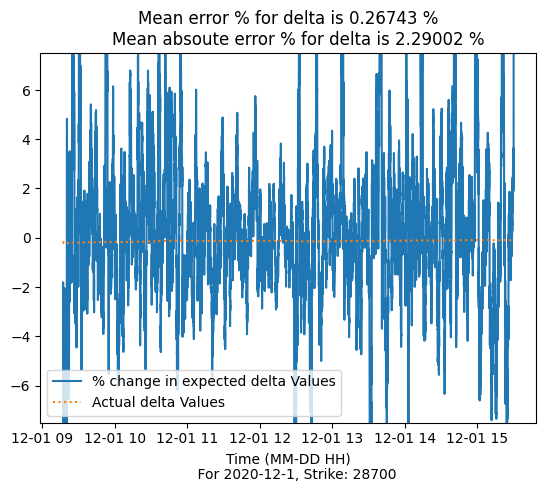 Mean error % for delta is 0.26743 %
Mean absoute error % for delta is 2.29002 %
6
4
2
0
−2
−4
−6
% change in expected delta Values
Actual delta Values
12-01 09 12-01 10 12-01 11 12-01 12 12-01 13 12-01 14 12-01 15
Time (MM-DD HH)
For 2020-12-1, Strike: 28700